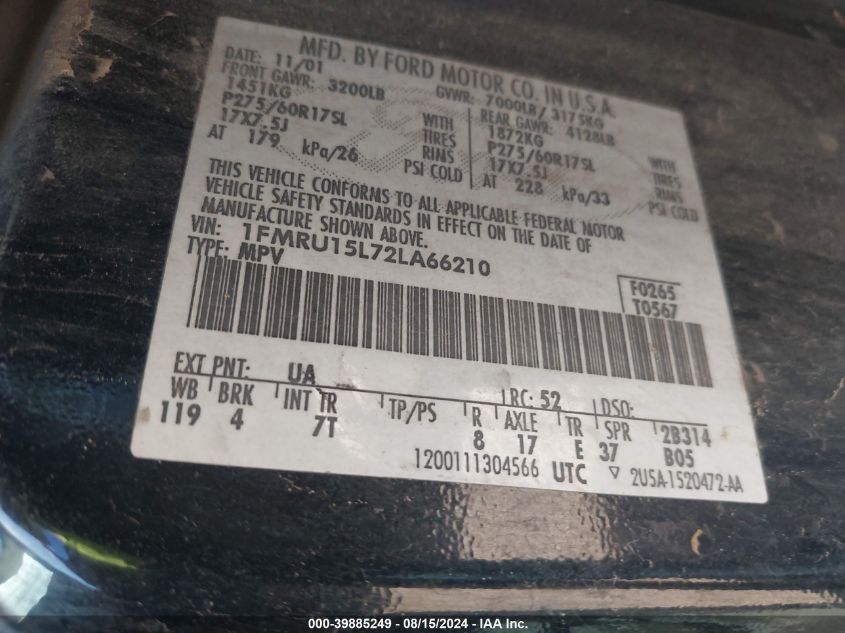 MFD. BY FORD MOTOR CO. IN U.S.A.
DATE: 11/01 GVWR: 7000LB/ 3175KG
FRONT GAWR: 3200LB REAR GAWR: 4128LB
1451KG WITH 1872KG WITH
P275/60R17SL TIRES P275/60R17SL TIRES
17X7.5J RIMS 17X7.5J RIMS
AT 179 kPa/26 PSI COLD AT 228 kPa/33 PSI COLD
THIS VEHICLE CONFORMS TO ALL APPLICABLE FEDERAL MOTOR
VEHICLE SAFETY STANDARDS IN EFFECT ON THE DATE OF
MANUFACTURE SHOWN ABOVE.
VIN: 1FMRU15L72LA66210
TYPE: MPV
F0265
T0567
EXT PNT: UA RC: 52 DSO:
WB BRK INT TR TP/PS R AXLE TR SPR 2B314
119 4 7T 8 17 E 37 B05
1200111304566 UTC ▽ 2U5A-1520472-AA
000-39885249 - 08/15/2024 - IAA Inc.